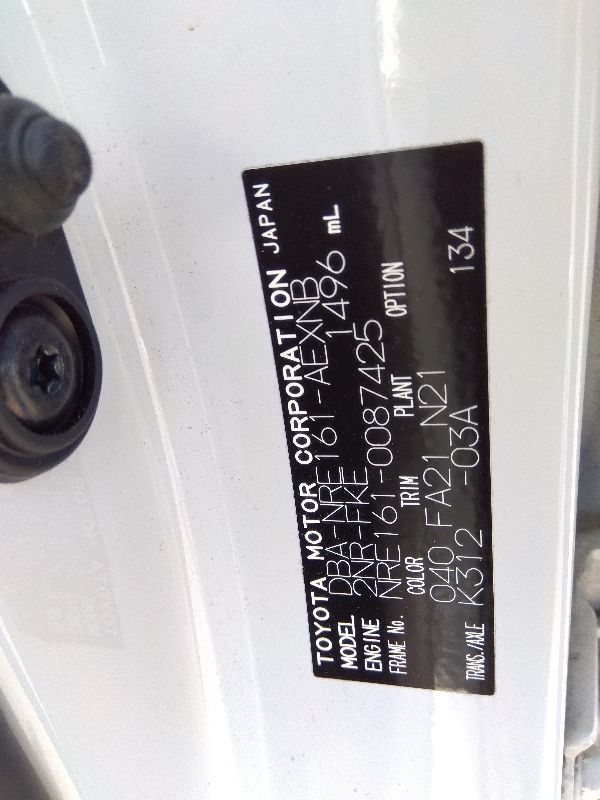 TOYOTA MOTOR CORPORATION JAPAN
MODEL DBA-NRE161-AEXNB
ENGINE 2NR-FKE 1496 mL
FRAME No. NRE161-0087425
COLOR TRIM PLANT OPTION
040 FA21 N21
TRANS./AXLE K312 -03A 134